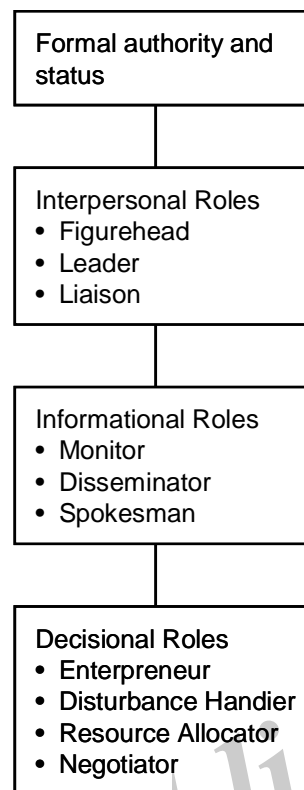 Formal authority and
status
Interpersonal Roles
• Figurehead
• Leader
• Liaison
Informational Roles
• Monitor
• Disseminator
• Spokesman
Decisional Roles
• Enterpreneur
• Disturbance Handier
• Resource Allocator
• Negotiator